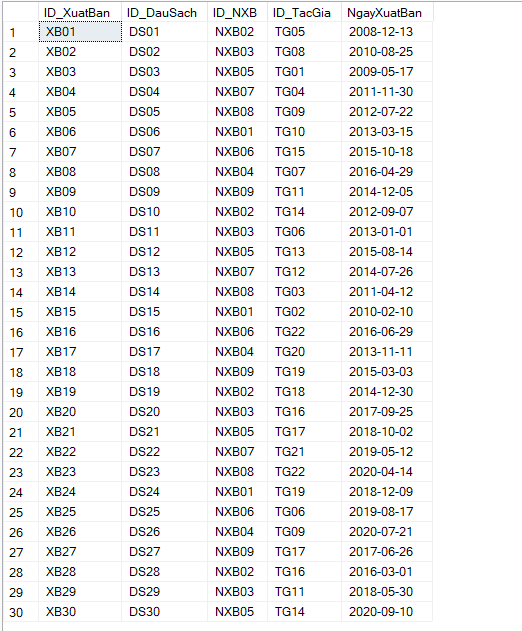 ID_XuatBan ID_DauSach ID_NXB ID_TacGia NgayXuatBan
1 XB01 DS01 NXB02 TG05 2008-12-13
2 XB02 DS02 NXB03 TG08 2010-08-25
3 XB03 DS03 NXB05 TG01 2009-05-17
4 XB04 DS04 NXB07 TG04 2011-11-30
5 XB05 DS05 NXB08 TG09 2012-07-22
6 XB06 DS06 NXB01 TG10 2013-03-15
7 XB07 DS07 NXB06 TG15 2015-10-18
8 XB08 DS08 NXB04 TG07 2016-04-29
9 XB09 DS09 NXB09 TG11 2014-12-05
10 XB10 DS10 NXB02 TG14 2012-09-07
11 XB11 DS11 NXB03 TG06 2013-01-01
12 XB12 DS12 NXB05 TG13 2015-08-14
13 XB13 DS13 NXB07 TG12 2014-07-26
14 XB14 DS14 NXB08 TG03 2011-04-12
15 XB15 DS15 NXB01 TG02 2010-02-10
16 XB16 DS16 NXB06 TG22 2016-06-29
17 XB17 DS17 NXB04 TG20 2013-11-11
18 XB18 DS18 NXB09 TG19 2015-03-03
19 XB19 DS19 NXB02 TG18 2014-12-30
20 XB20 DS20 NXB03 TG16 2017-09-25
21 XB21 DS21 NXB05 TG17 2018-10-02
22 XB22 DS22 NXB07 TG21 2019-05-12
23 XB23 DS23 NXB08 TG22 2020-04-14
24 XB24 DS24 NXB01 TG19 2018-12-09
25 XB25 DS25 NXB06 TG06 2019-08-17
26 XB26 DS26 NXB04 TG09 2020-07-21
27 XB27 DS27 NXB09 TG17 2017-06-26
28 XB28 DS28 NXB02 TG16 2016-03-01
29 XB29 DS29 NXB03 TG11 2018-05-30
30 XB30 DS30 NXB05 TG14 2020-09-10